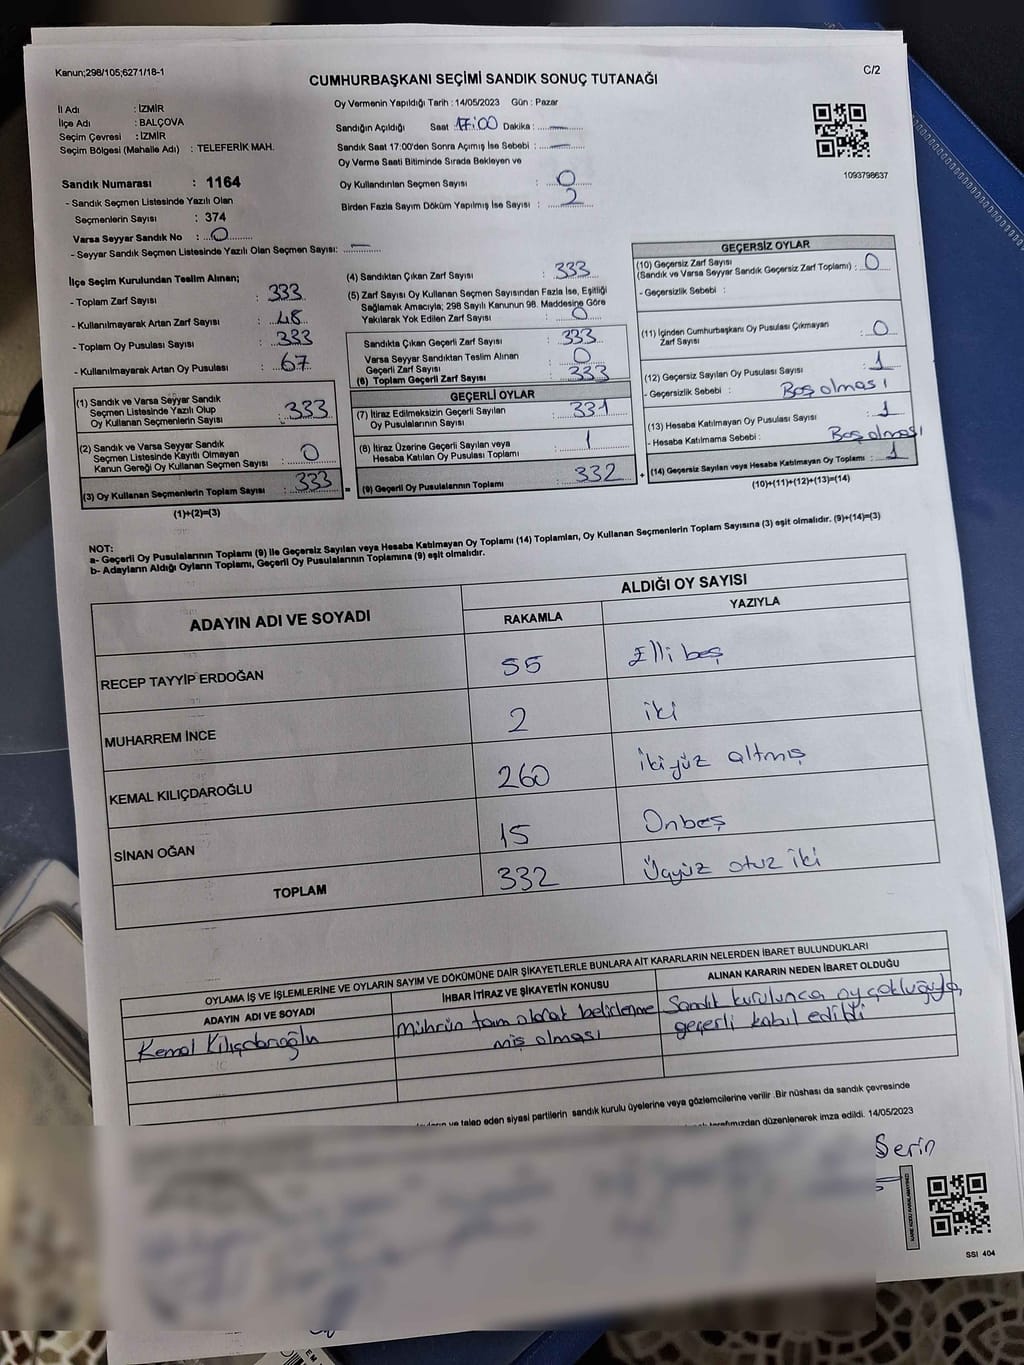 Kanun;298/105;6271/18-1
C/2
CUMHURBAŞKANI SEÇİMİ SANDIK SONUÇ TUTANAĞI
İl Adı : İZMİR
İlçe Adı : BALÇOVA
Seçim Çevresi : İZMİR
Seçim Bölgesi (Mahalle Adı) : TELEFERİK MAH.
Sandık Numarası : 1164
- Sandık Seçmen Listesinde Yazılı Olan
Seçmenlerin Sayısı : 374
Varsa Seyyar Sandık No : 0
- Seyyar Sandık Seçmen Listesinde Yazılı Olan Seçmen Sayısı: —
Oy Vermenin Yapıldığı Tarih : 14/05/2023 Gün : Pazar
Sandığın Açıldığı Saat 17:00 Dakika : —
Sandık Saat 17:00'den Sonra Açımış İse Sebebi : —
Oy Verme Saati Bitiminde Sırada Bekleyen ve
Oy Kullandırılan Seçmen Sayısı : 0
Birden Fazla Sayım Döküm Yapılmış İse Sayısı : 2
1093798637
İlçe Seçim Kurulundan Teslim Alınan;
- Toplam Zarf Sayısı : 333
- Kullanılmayarak Artan Zarf Sayısı : 48
- Toplam Oy Pusulası Sayısı : 333
- Kullanılmayarak Artan Oy Pusulası : 67
(1) Sandık ve Varsa Seyyar Sandık
Seçmen Listesinde Yazılı Olup
Oy Kullanan Seçmenlerin Sayısı : 333
(2) Sandık ve Varsa Seyyar Sandık
Seçmen Listesinde Kayıtlı Olmayan
Kanun Gereği Oy Kullanan Seçmen Sayısı : 0
(3) Oy Kullanan Seçmenlerin Toplam Sayısı : 333
(1)+(2)=(3)
(4) Sandıktan Çıkan Zarf Sayısı : 333
(5) Zarf Sayısı Oy Kullanan Seçmen Sayısından Fazla İse, Eşitliği
Sağlamak Amacıyla; 298 Sayılı Kanunun 98. Maddesine Göre
Yakılarak Yok Edilen Zarf Sayısı : 0
Sandıkta Çıkan Geçerli Zarf Sayısı : 333
Varsa Seyyar Sandıktan Teslim Alınan
Geçerli Zarf Sayısı : 0
(6) Toplam Geçerli Zarf Sayısı : 333
GEÇERLİ OYLAR
(7) İtiraz Edilmeksizin Geçerli Sayılan
Oy Pusulasının Sayısı : 331
(8) İtiraz Üzerine Geçerli Sayılan veya
Hesaba Katılan Oy Pusulası Toplamı : 1
= (9) Geçerli Oy Pusulalarının Toplamı : 332
GEÇERSİZ OYLAR
(10) Geçersiz Zarf Sayısı
(Sandık ve Varsa Seyyar Sandık Geçersiz Zarf Toplamı) : 0
- Geçersizlik Sebebi :
(11) İçinden Cumhurbaşkanı Oy Pusulası Çıkmayan
Zarf Sayısı : 0
(12) Geçersiz Sayılan Oy Pusulası Sayısı : 1
- Geçersizlik Sebebi : Boş olması
(13) Hesaba Katılmayan Oy Pusulası Sayısı : 1
- Hesaba Katılmama Sebebi : Boş olması
+ (14) Geçersiz Sayılan veya Hesaba Katılmayan Oy Toplamı : 1
(10)+(11)+(12)+(13)=(14)
NOT:
a- Geçerli Oy Pusulalarının Toplamı (9) ile Geçersiz Sayılan veya Hesaba Katılmayan Oy Toplamı (14) Toplamları, Oy Kullanan Seçmenlerin Toplam Sayısına (3) eşit olmalıdır. (9)+(14)=(3)
b- Adayların Aldığı Oyların Toplamı, Geçerli Oy Pusulalarının Toplamına (9) eşit olmalıdır.
ADAYIN ADI VE SOYADI
ALDIĞI OY SAYISI
RAKAMLA YAZIYLA
RECEP TAYYİP ERDOĞAN 55 Elli beş
MUHARREM İNCE 2 iki
KEMAL KILIÇDAROĞLU 260 ikiyüz altmış
SİNAN OĞAN 15 Onbeş
TOPLAM 332 Üçyüz otuz iki
OYLAMA İŞ VE İŞLEMLERİNE VE OYLARIN SAYIM VE DÖKÜMÜNE DAİR ŞİKAYETLERLE BUNLARA AİT KARARLARIN NELERDEN İBARET BULUNDUKLARI
ADAYIN ADI VE SOYADI
İHBAR İTİRAZ VE ŞİKAYETİN KONUSU
ALINAN KARARIN NEDEN İBARET OLDUĞU
Kemal Kılıçdaroğlu
Mührün tam olarak belirlenme
miş olması
Sandık kurulunca oy çokluğuyla,
geçerli kabul edildi
ve talep eden siyasi partilerin sandık kurulu üyelerine veya gözlemcilerine verilir .Bir nüshası da sandık çevresinde
tarafımızdan düzenlenerek imza edildi. 14/05/2023
Serin
KARE KODU KARALAMAYINIZ!
SSI 404